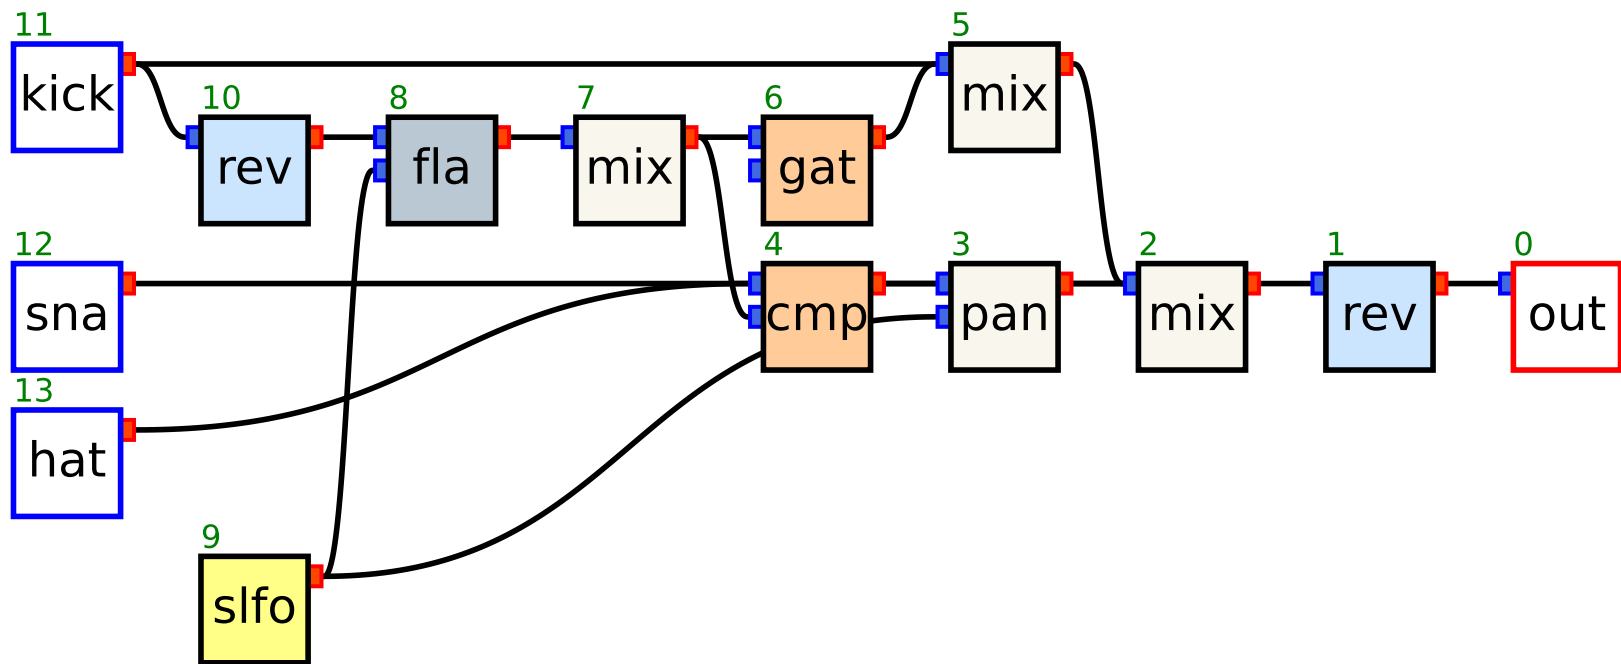 11
kick
10
rev
8
fla
7
mix
6
gat
5
mix
12
sna
4
cmp
3
pan
2
mix
1
rev
0
out
13
hat
9
slfo